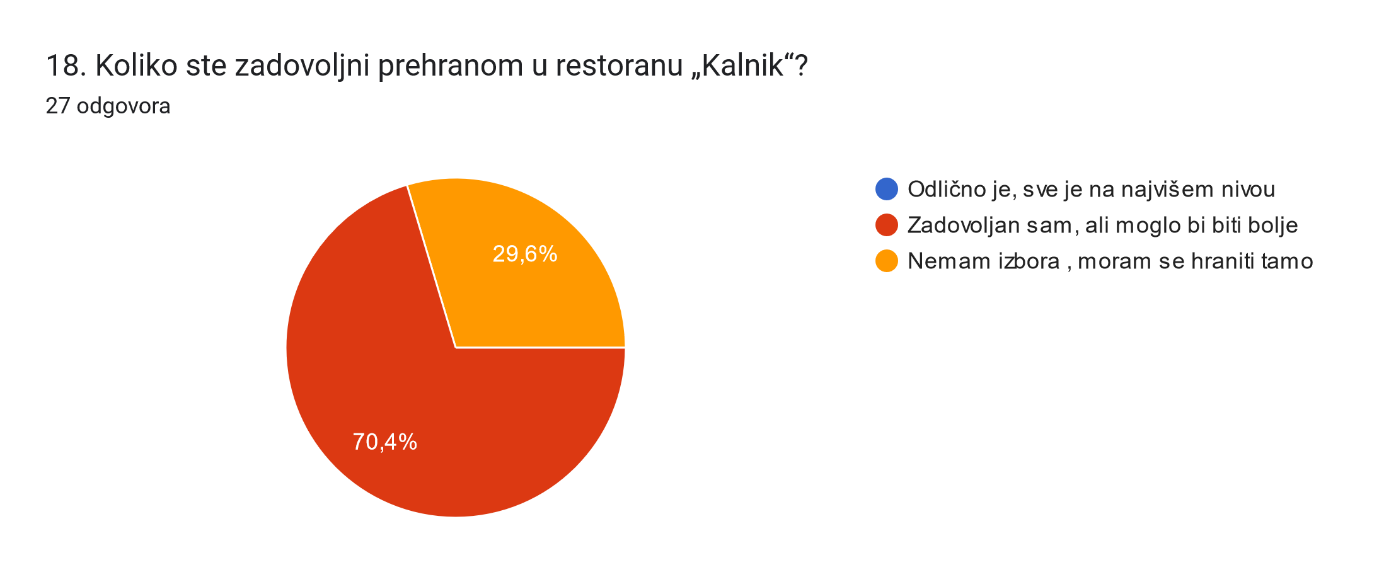 18. Koliko ste zadovoljni prehranom u restoranu „Kalnik“?
27 odgovora
Odlično je, sve je na najvišem nivou
Zadovoljan sam, ali moglo bi biti bolje
Nemam izbora , moram se hraniti tamo
29,6%
70,4%